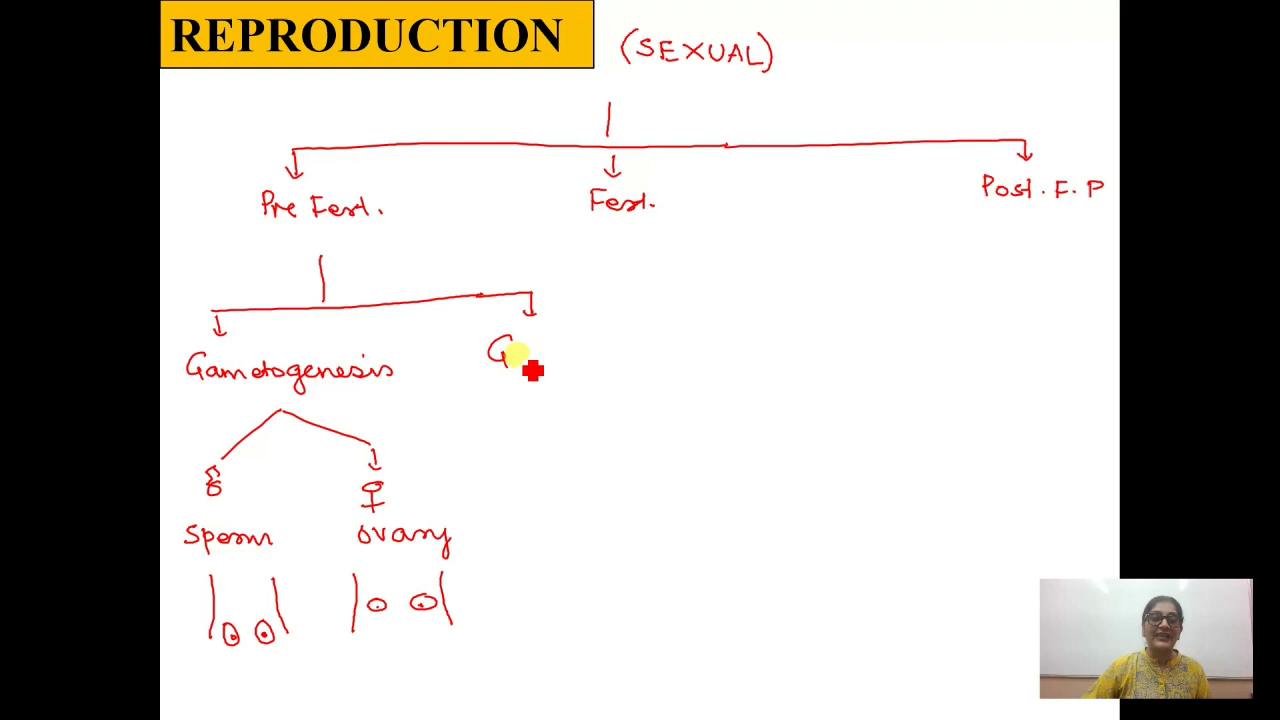 REPRODUCTION (SEXUAL)
Pre Fert. Fert. Post. F. P
Gametogenesis G
♂ ♀
Sperm ovary